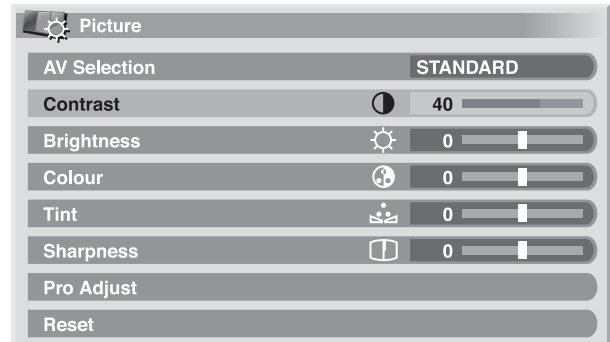 Picture
AV Selection STANDARD
Contrast 40
Brightness 0
Colour 0
Tint 0
Sharpness 0
Pro Adjust
Reset